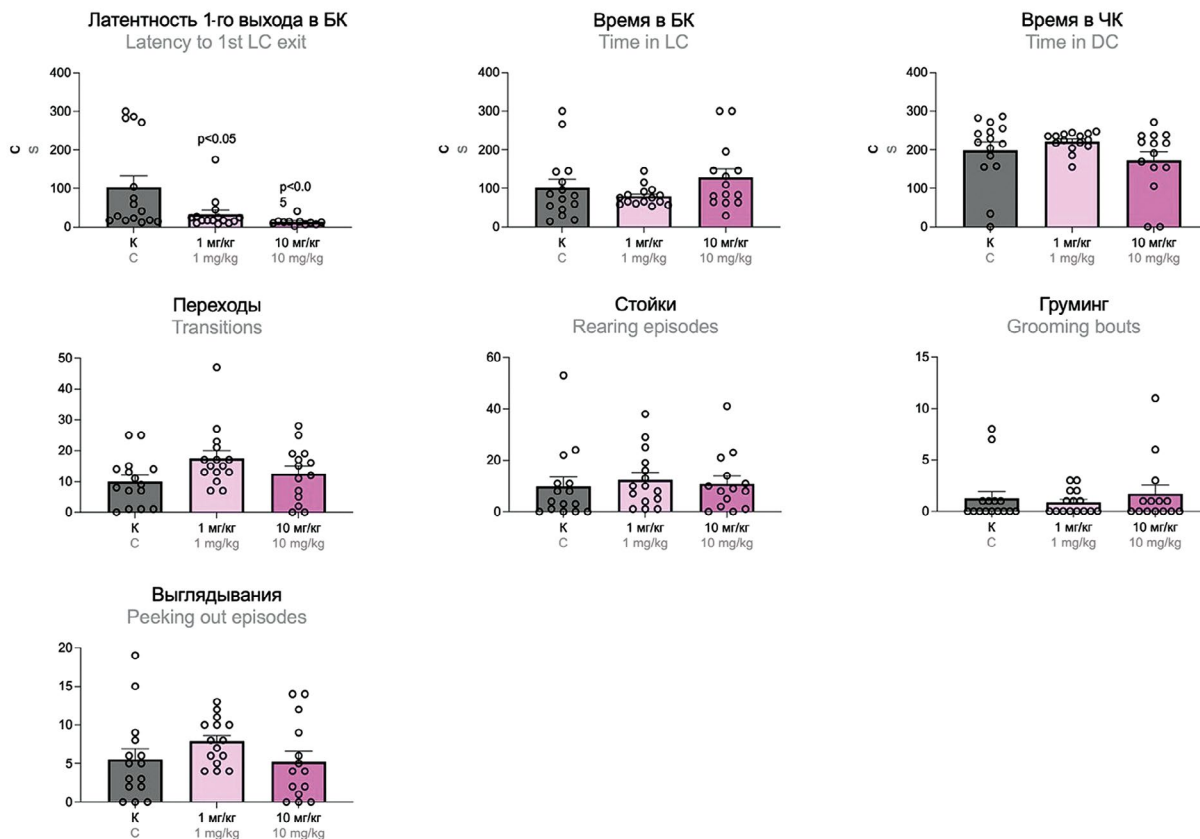 Латентность 1-го выхода в БК
Latency to 1st LC exit
400
300
200
100
0
С
S
p<0.05
p<0.0
5
К
C
1 мг/кг
1 mg/kg
10 мг/кг
10 mg/kg
Время в БК
Time in LC
400
300
200
100
0
С
S
К
C
1 мг/кг
1 mg/kg
10 мг/кг
10 mg/kg
Время в ЧК
Time in DC
400
300
200
100
0
С
S
К
C
1 мг/кг
1 mg/kg
10 мг/кг
10 mg/kg
Переходы
Transitions
50
40
30
20
10
0
К
C
1 мг/кг
1 mg/kg
10 мг/кг
10 mg/kg
Стойки
Rearing episodes
60
40
20
0
К
C
1 мг/кг
1 mg/kg
10 мг/кг
10 mg/kg
Груминг
Grooming bouts
15
10
5
0
К
C
1 мг/кг
1 mg/kg
10 мг/кг
10 mg/kg
Выглядывания
Peeking out episodes
20
15
10
5
0
К
C
1 мг/кг
1 mg/kg
10 мг/кг
10 mg/kg